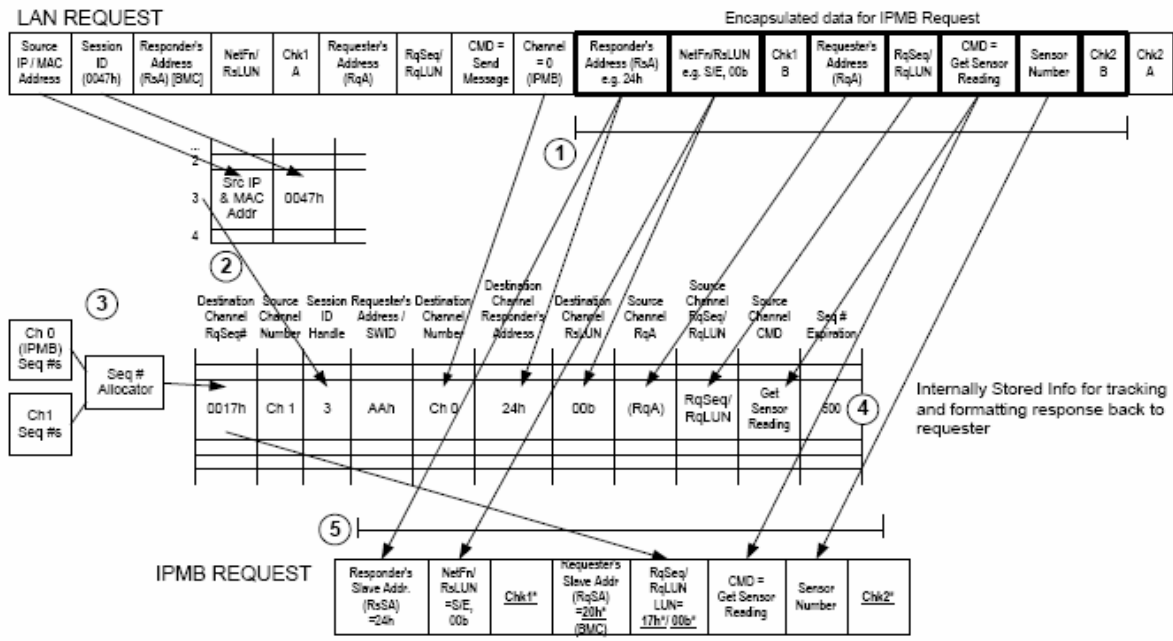 LAN REQUEST
Encapsulated data for IPMB Request
Source
IP / MAC
Address
Session
ID
(0047h)
Responder's
Address
(RsA) [BMC]
NetFn/
RsLUN
Chk1
A
Requester's
Address
(RqA)
RqSeq/
RqLUN
CMD =
Send
Message
Channel
= 0
(IPMB)
Responder's
Address (RsA)
e.g. 24h
NetFn/RsLUN
e.g. S/E, 00b
Chk1
B
Requester's
Address
(RqA)
RqSeq/
RqLUN
CMD =
Get Sensor
Reading
Sensor
Number
Chk2
B
Chk2
A
1
...
2
3
4
Src IP
& MAC
Addr
0047h
2
3
Ch 0
(IPMB)
Seq #s
Ch1
Seq #s
Seq #
Allocator
Destination
Channel
RqSeq#
Source
Channel
Number
Session
ID
Handle
Requester's
Address /
SWID
Destination
Channel
Number
Destination
Channel
Responder's
Address
Destination
Channel
RsLUN
Source
Channel
RqA
Source
Channel
RqSeq/
RqLUN
Source
Channel
CMD
Seq #
Expiration
0017h
Ch 1
3
AAh
Ch 0
24h
00b
(RqA)
RqSeq/
RqLUN
Get
Sensor
Reading
500
4
Internally Stored Info for tracking
and formatting response back to
requester
5
IPMB REQUEST
Responder's
Slave Addr.
(RsSA)
=24h
NetFn/
RsLUN
=S/E,
00b
Chk1*
Requester's
Slave Addr
(RqSA)
=20h*
(BMC)
RqSeq/
RqLUN
LUN=
17h*/ 00b*
CMD =
Get Sensor
Reading
Sensor
Number
Chk2*